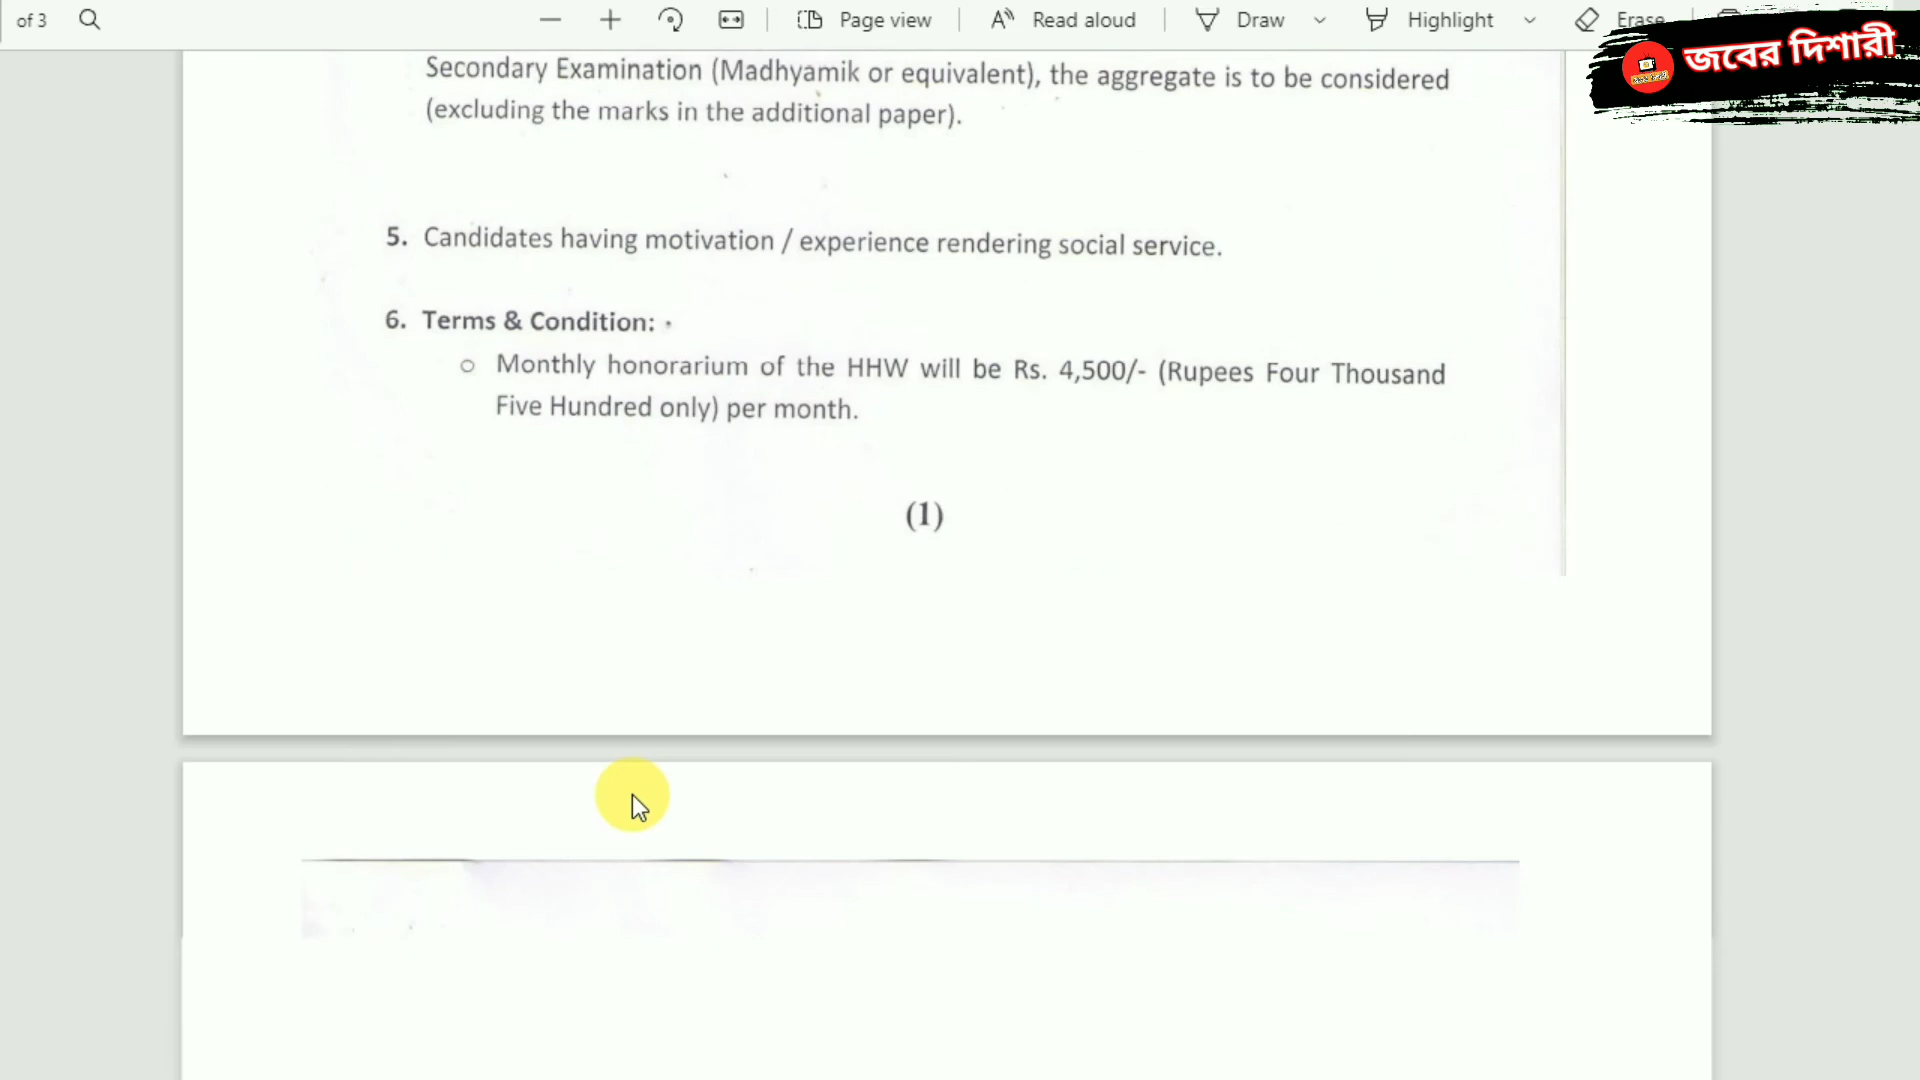 of 3
Page view
Read aloud
Draw
Highlight
Erase
জবের দিশারী
Secondary Examination (Madhyamik or equivalent), the aggregate is to be considered
(excluding the marks in the additional paper).
5. Candidates having motivation / experience rendering social service.
6. Terms & Condition:
o Monthly honorarium of the HHW will be Rs. 4,500/- (Rupees Four Thousand
Five Hundred only) per month.
(1)